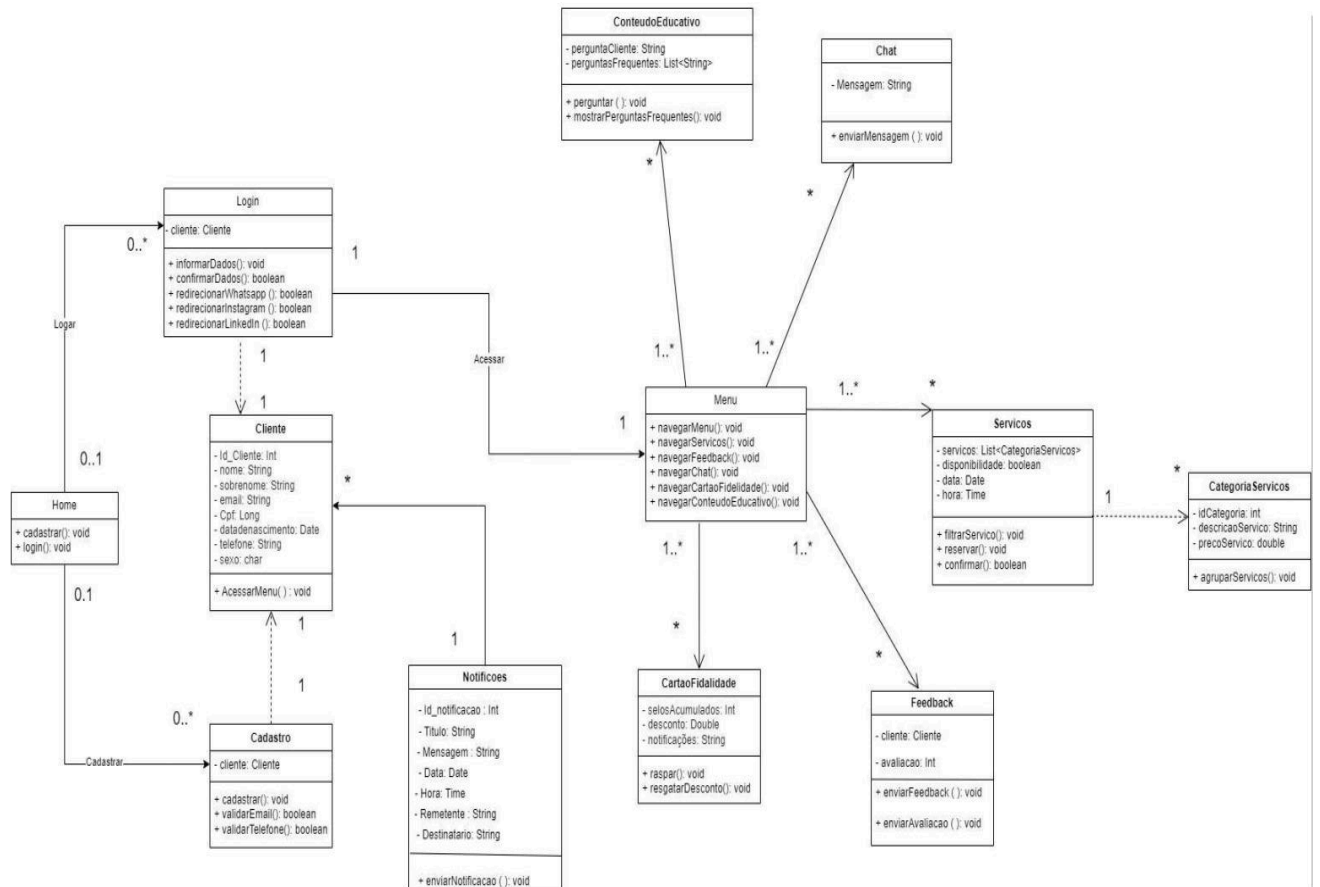 ConteudoEducativo
- perguntaCliente: String
- perguntasFrequentes: List<String>
+ perguntar ( ): void
+ mostrarPerguntasFrequentes(): void
*
Chat
- Mensagem: String
+ enviarMensagem ( ): void
*
Login
- cliente: Cliente
+ informarDados(): void
+ confirmarDados(): boolean
+ redirecionarWhatsapp (): boolean
+ redirecionarInstagram (): boolean
+ redirecionarLinkedIn (): boolean
0..*
1
Logar
1
1
Acessar
1..*
1..*
Cliente
- Id_Cliente: Int
- nome: String
- sobrenome: String
- email: String
- Cpf: Long
- datadenascimento: Date
- telefone: String
- sexo: char
+ AcessarMenu( ) : void
*
1
Menu
+ navegarMenu(): void
+ navegarServicos(): void
+ navegarFeedback(): void
+ navegarChat(): void
+ navegarCartaoFidelidade(): void
+ navegarConteudoEducativo(): void
1..*
*
Servicos
- servicos: List<CategoriaServicos>
- disponibilidade: boolean
- data: Date
- hora: Time
+ filtrarServico(): void
+ reservar(): void
+ confirmar(): boolean
1
*
CategoriaServicos
- idCategoria: int
- descricaoServico: String
- precoServico: double
+ agruparServicos(): void
0..1
Home
+ cadastrar(): void
+ login(): void
0.1
1..*
1..*
1
1
1
*
*
Notificoes
- Id_notificacao : Int
- Titulo: String
- Mensagem : String
- Data: Date
- Hora: Time
- Remetente : String
- Destinatario: String
+ enviarNotificacao ( ): void
CartaoFidalidade
- selosAcumulados: Int
- desconto: Double
- notificações: String
+ raspar(): void
+ resgatarDesconto(): void
Feedback
- cliente: Cliente
- avaliacao: Int
+ enviarFeedback ( ): void
+ enviarAvaliacao ( ): void
0..*
Cadastrar
Cadastro
- cliente: Cliente
+ cadastrar(): void
+ validarEmail(): boolean
+ validarTelefone(): boolean